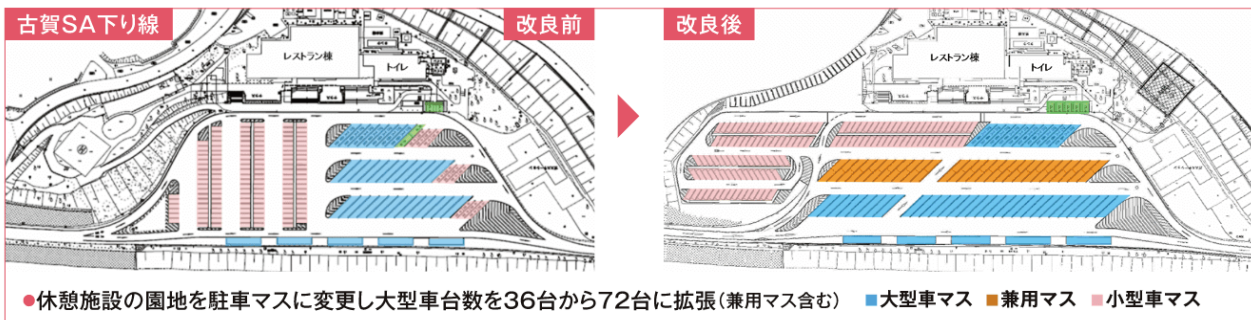 古賀SA下り線
改良前
改良後
レストラン棟
トイレ
レストラン棟
トイレ
●休憩施設の園地を駐車マスに変更し大型車台数を36台から72台に拡張(兼用マス含む)
大型車マス
兼用マス
小型車マス